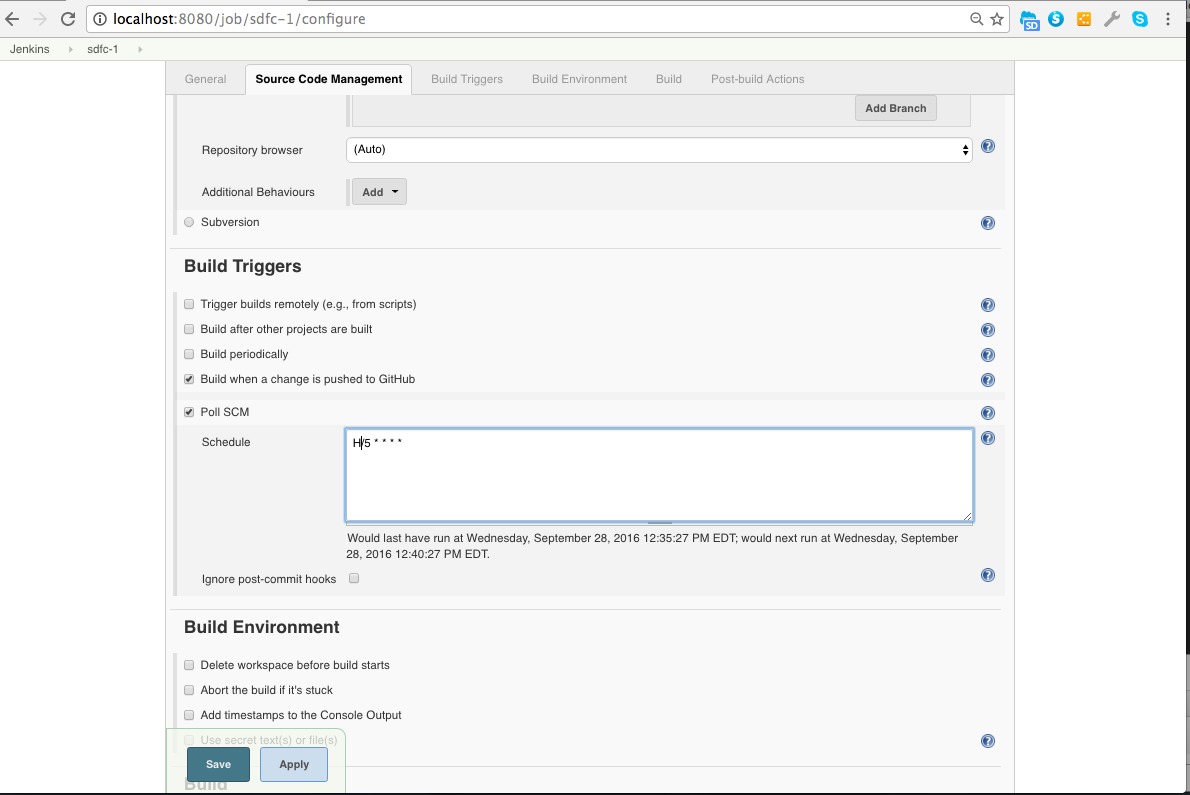 localhost:8080/job/sdfc-1/configure
SD
Jenkins sdfc-1
General Source Code Management Build Triggers Build Environment Build Post-build Actions
Add Branch
Repository browser (Auto)
Additional Behaviours Add
Subversion
Build Triggers
Trigger builds remotely (e.g., from scripts)
Build after other projects are built
Build periodically
Build when a change is pushed to GitHub
Poll SCM
Schedule H/5 * * * *
Would last have run at Wednesday, September 28, 2016 12:35:27 PM EDT; would next run at Wednesday, September
28, 2016 12:40:27 PM EDT.
Ignore post-commit hooks
Build Environment
Delete workspace before build starts
Abort the build if it's stuck
Add timestamps to the Console Output
Use secret text(s) or file(s)
Save Apply
Build